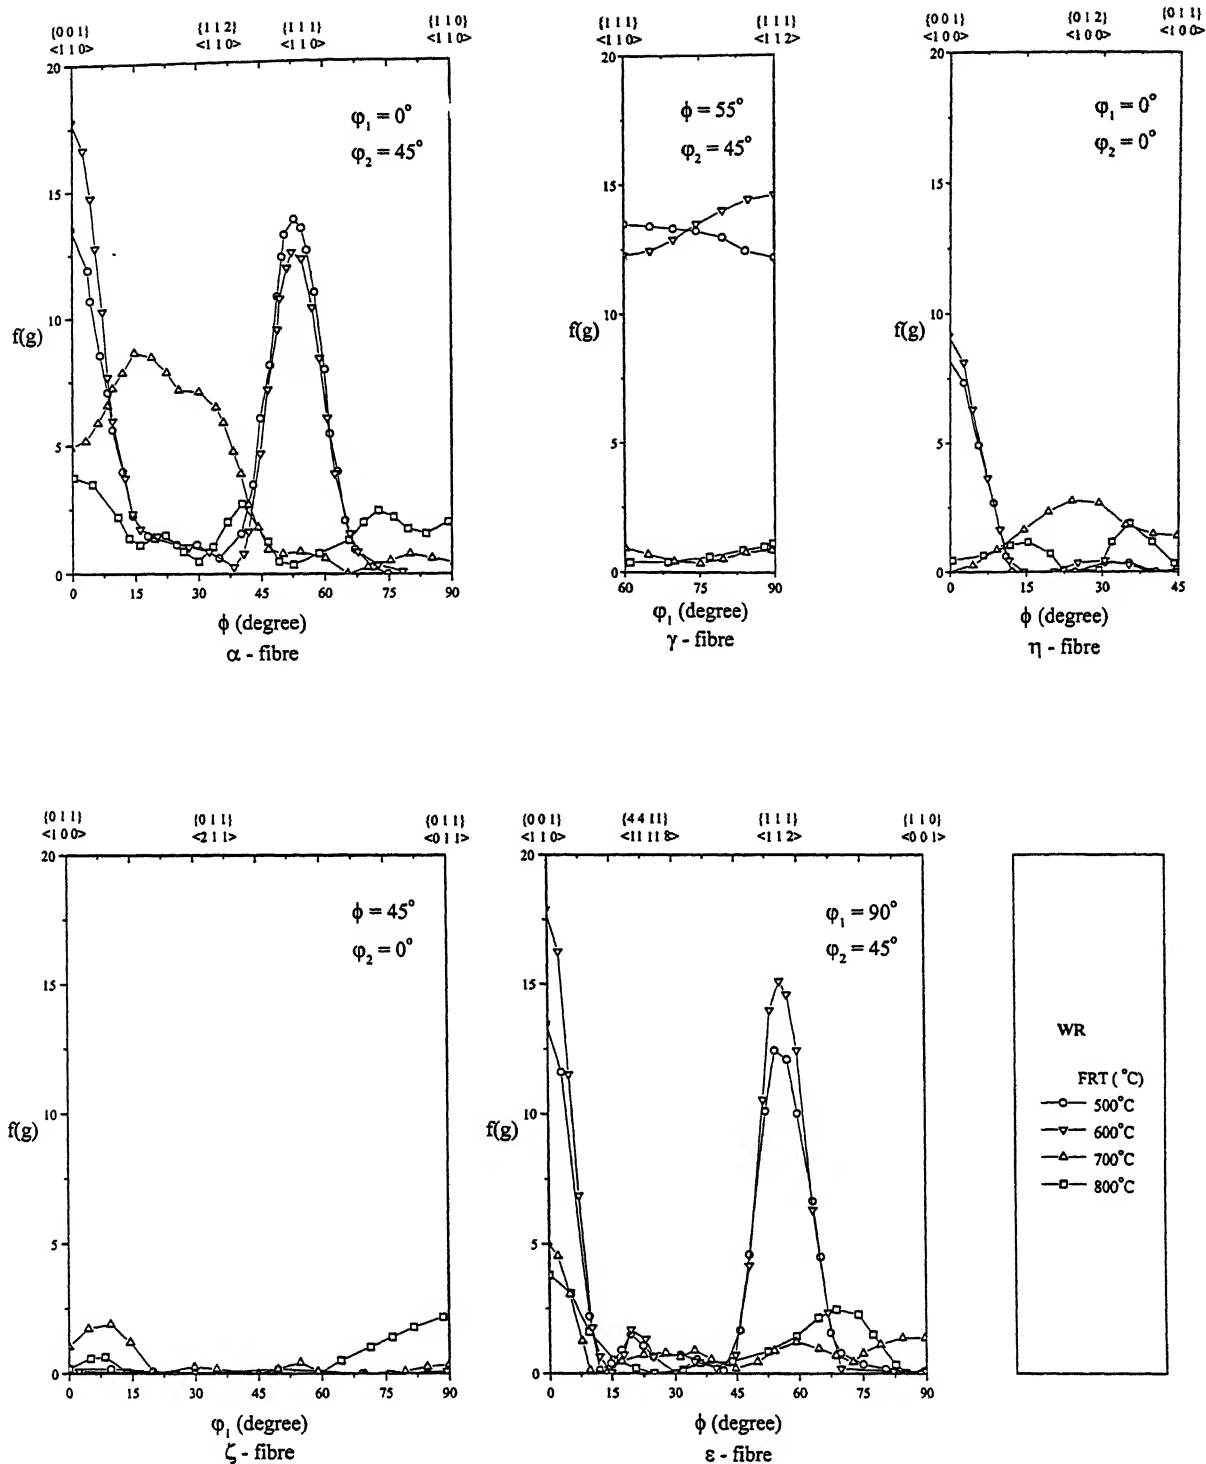 {0 0 1} {1 1 2} {1 1 1} {1 1 0}
<1 1 0> <1 1 0> <1 1 0> <1 1 0>
20
15
10
5
0
f(g)
φ1 = 0°
φ2 = 45°
0 15 30 45 60 75 90
ϕ (degree)
α - fibre
{1 1 1} {1 1 1}
<1 1 0> <1 1 2>
20
15
10
5
0
f(g)
ϕ = 55°
φ2 = 45°
60 75 90
φ1 (degree)
γ - fibre
{0 0 1} {0 1 2} {0 1 1}
<1 0 0> <1 0 0> <1 0 0>
20
15
10
5
0
f(g)
φ1 = 0°
φ2 = 0°
0 15 30 45
ϕ (degree)
η - fibre
{0 1 1} {0 1 1} {0 1 1}
<1 0 0> <2 1 1> <0 1 1>
20
15
10
5
0
f(g)
ϕ = 45°
φ2 = 0°
0 15 30 45 60 75 90
φ1 (degree)
ζ - fibre
{0 0 1} {4 4 11} {1 1 1} {1 1 0}
<1 1 0> <11 11 8> <1 1 2> <0 0 1>
20
15
10
5
0
f(g)
φ1 = 90°
φ2 = 45°
0 15 30 45 60 75 90
ϕ (degree)
ε - fibre
WR
FRT (°C)
500°C
600°C
700°C
800°C